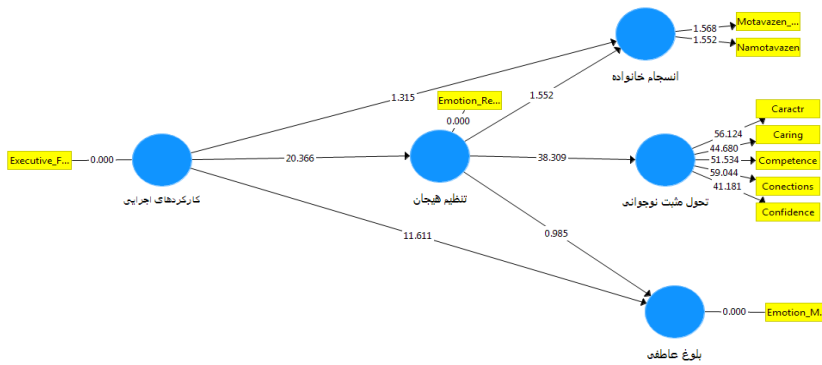 1.568
Motavazen_...
1.552
Namotavazen
انسجام خانواده
1.315
1.552
Emotion_Re...
0.000
Executive_F...
0.000
کارکردهای اجرایی
20.366
تنظیم هیجان
38.309
56.124
Caractr
44.680
Caring
51.534
Competence
59.044
Conections
41.181
Confidence
تحول مثبت نوجوانی
11.611
0.985
0.000
Emotion_M..
بلوغ عاطفی